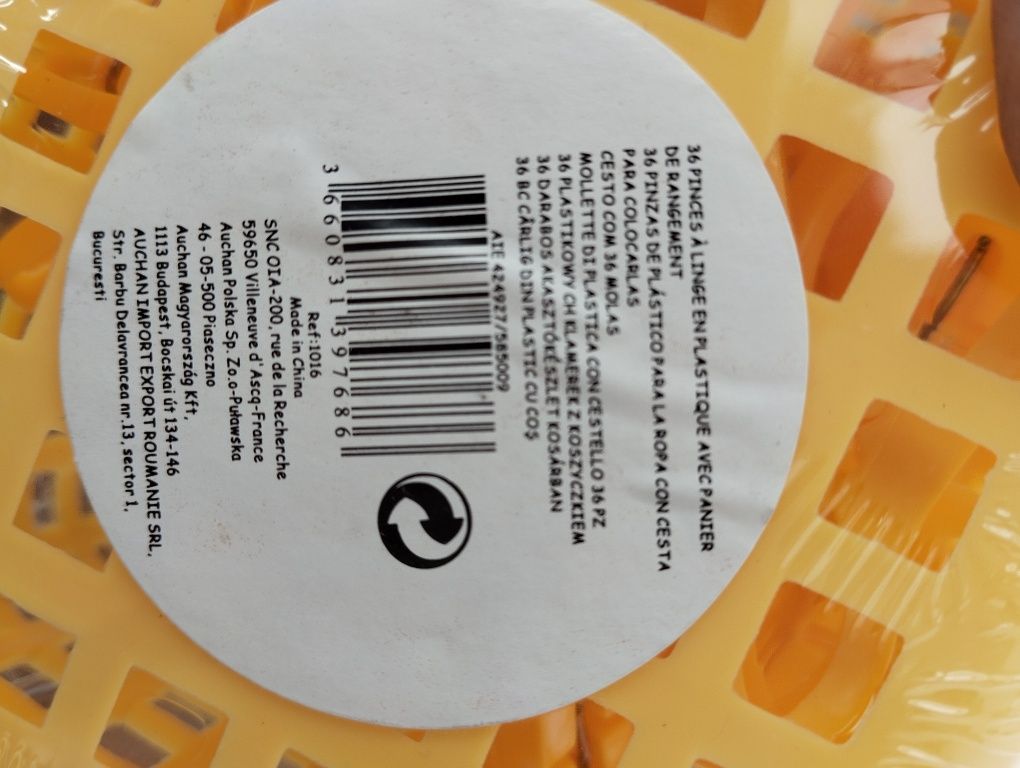 36 PINCES À LINGE EN PLASTIQUE AVEC PANIER
DE RANGEMENT
36 PINZAS DE PLÁSTICO PARA LA ROPA CON CESTA
PARA COLOCARLAS
CESTO COM 36 MOLAS
MOLLETTE DI PLASTICA CON CESTELLO 36 PZ
36 PLASTIKOWYCH KLAMEREK Z KOSZYCZKIEM
36 DARABOS AKASZTÓKÉSZLET KOSÁRBAN
36 BC CÂRLIG DIN PLASTIC CU COȘ
AIE 424927/585009
3 660831 397686
Ref:1016
Made in China
SNC OIA-200, rue de la Recherche
59650 Villeneuve d'Ascq-France
Auchan Polska Sp. Zo.o-Puławska
46 - 05-500 Piaseczno
Auchan Magyarország Kft,
1113 Budapest, Bocskai út 134-146
AUCHAN IMPORT EXPORT ROUMANIE SRL,
Str. Barbu Delavrancea nr.13, sector 1,
Bucuresti